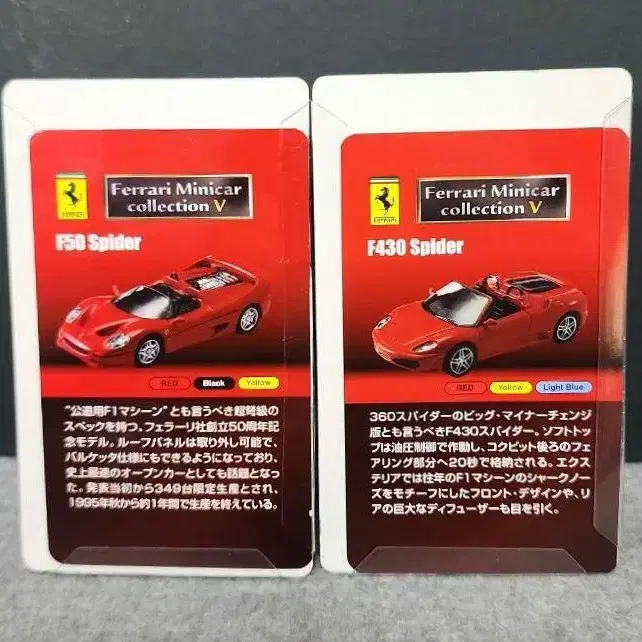 Ferrari
Ferrari Minicar
collection V
F50 Spider
RED Black Yellow
"公道用F1マシーン"とも言うべき超弩級の
スペックを持つ、フェラーリ社創立50周年記
念モデル。ルーフパネルは取り外し可能で、
バルケッタ仕様にもできるようになっており、
史上最速のオープンカーとしても話題となっ
た。発表当初から349台限定生産とされ、
1995年秋から約1年間で生産を終えている。
Ferrari
Ferrari Minicar
collection V
F430 Spider
RED Yellow Light Blue
360スパイダーのビッグ・マイナーチェンジ
版とも言うべきF430スパイダー。ソフトトッ
プは油圧制御で作動し、コクピット後ろのフェ
アリング部分へ20秒で格納される。エクス
テリアでは往年のF1マシーンのシャークノー
ズをモチーフにしたフロント・デザインや、リ
アの巨大なディフューザーも目を引く。